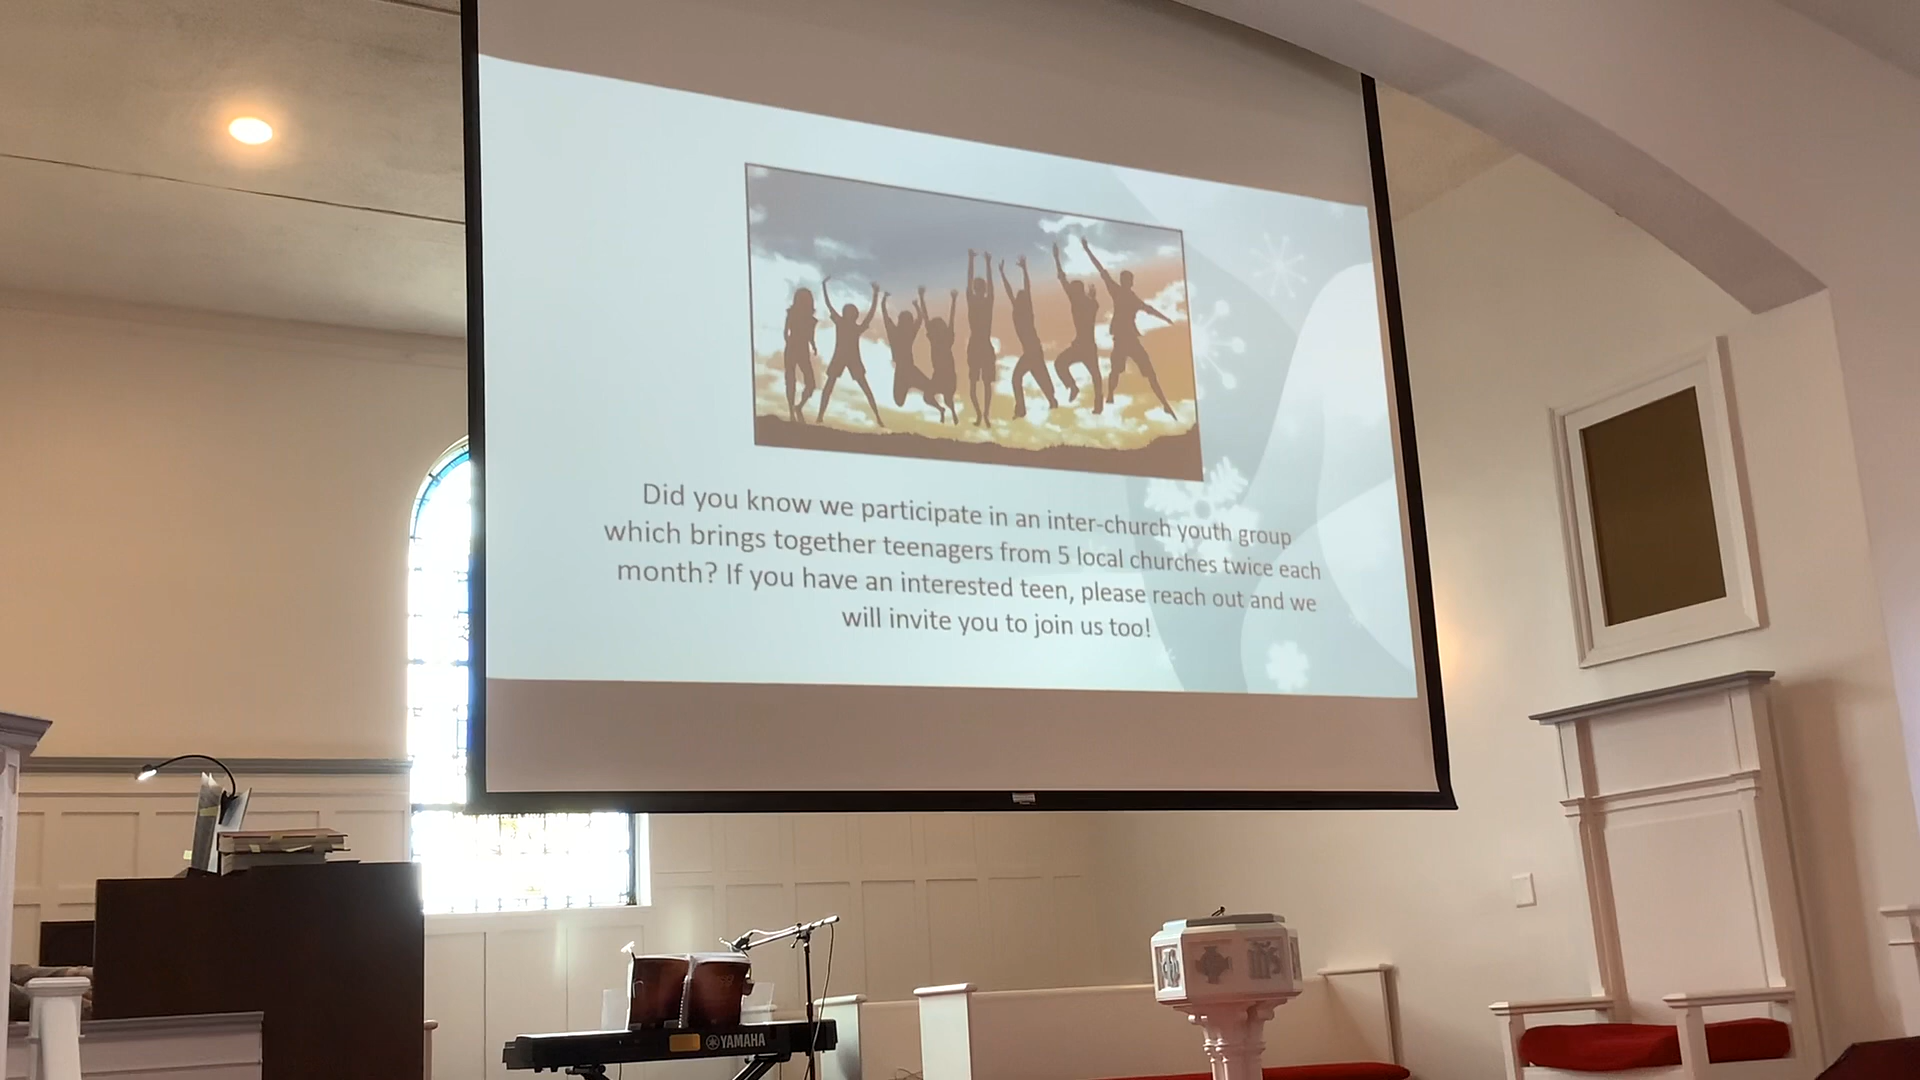 Did you know we participate in an inter-church youth group
which brings together teenagers from 5 local churches twice each
month? If you have an interested teen, please reach out and we
will invite you to join us too!
YAMAHA